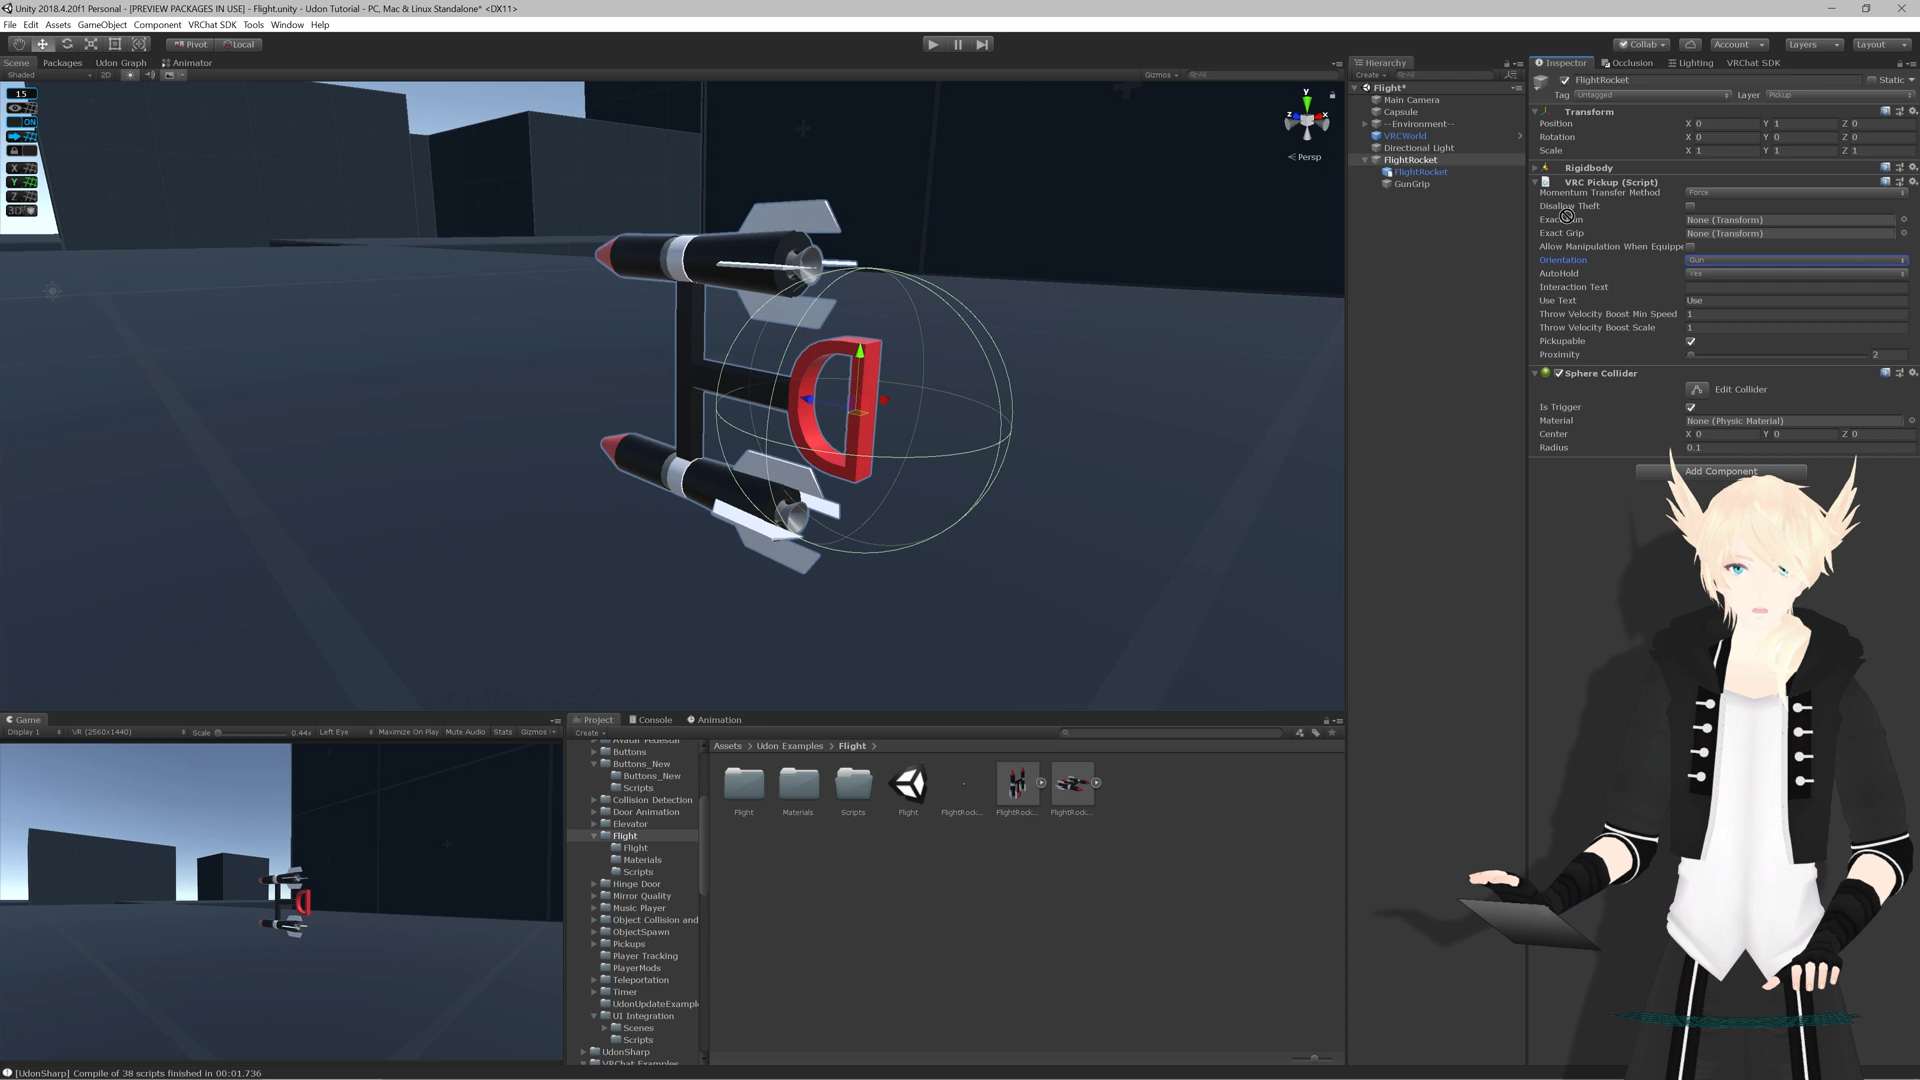 Unity 2018.4.20f1 Personal - [PREVIEW PACKAGES IN USE] - Flight.unity - Udon Tutorial - PC, Mac & Linux Standalone* <DX11>
File Edit Assets GameObject Component VRChat SDK Tools Window Help
Pivot Local Collab Account Layers Layout
Scene Packages Udon Graph Animator
Shaded 2D Gizmos All
15
ON
X
Y
Z
3D
y
z x
Persp
Hierarchy
Create All
Flight*
Main Camera
Capsule
--Environment--
VRCWorld
Directional Light
FlightRocket
FlightRocket
GunGrip
Inspector Occlusion Lighting VRChat SDK
FlightRocket Static
Tag Untagged Layer Pickup
Transform
Position X 0 Y 1 Z 0
Rotation X 0 Y 0 Z 0
Scale X 1 Y 1 Z 1
Rigidbody
VRC Pickup (Script)
Momentum Transfer Method Force
Disallow Theft
None (Transform)
Exact Grip None (Transform)
Allow Manipulation When Equippe
Orientation Gun
AutoHold Yes
Interaction Text
Use Text Use
Throw Velocity Boost Min Speed 1
Throw Velocity Boost Scale 1
Pickupable
Proximity 2
Sphere Collider
Edit Collider
Is Trigger
Material None (Physic Material)
Center X 0 Y 0 Z 0
Radius 0.1
Add Component
Game
Display 1 VR (2560x1440) Scale 0.44x Left Eye Maximize On Play Mute Audio Stats Gizmos
Project Console Animation
Create
Assets > Udon Examples > Flight >
Avatar Pedestal
Buttons
Buttons_New
Buttons_New
Scripts
Collision Detection
Door Animation
Elevator
Flight
Flight
Materials
Scripts
Hinge Door
Mirror Quality
Music Player
Object Collision and
ObjectSpawn
Pickups
Player Tracking
PlayerMods
Teleportation
Timer
UdonUpdateExampl
UI Integration
Scenes
Scripts
UdonSharp
VRChat Examples
Flight Materials Scripts Flight FlightRock... FlightRock... FlightRock...
[UdonSharp] Compile of 38 scripts finished in 00:01.736